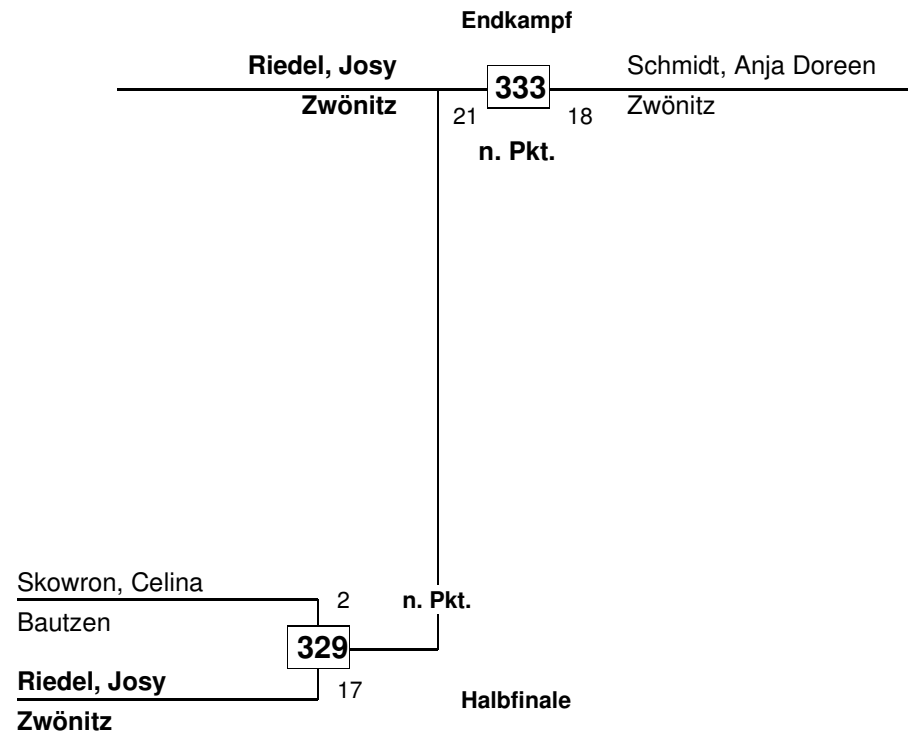 Endkampf
Riedel, Josy
333
Schmidt, Anja Doreen
Zwönitz
21
18
Zwönitz
n. Pkt.
Skowron, Celina
2
n. Pkt.
Bautzen
329
Riedel, Josy
17
Halbfinale
Zwönitz